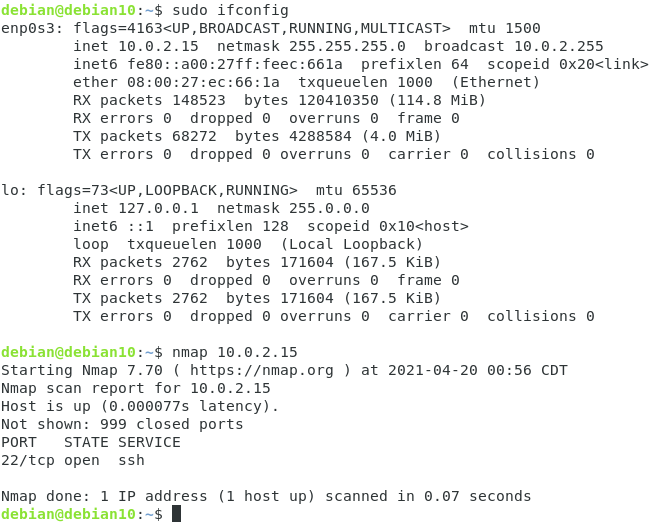 debian@debian10:~$ sudo ifconfig
enp0s3: flags=4163<UP,BROADCAST,RUNNING,MULTICAST>  mtu 1500
        inet 10.0.2.15  netmask 255.255.255.0  broadcast 10.0.2.255
        inet6 fe80::a00:27ff:feec:661a  prefixlen 64  scopeid 0x20<link>
        ether 08:00:27:ec:66:1a  txqueuelen 1000  (Ethernet)
        RX packets 148523  bytes 120410350 (114.8 MiB)
        RX errors 0  dropped 0  overruns 0  frame 0
        TX packets 68272  bytes 4288584 (4.0 MiB)
        TX errors 0  dropped 0 overruns 0  carrier 0  collisions 0

lo: flags=73<UP,LOOPBACK,RUNNING>  mtu 65536
        inet 127.0.0.1  netmask 255.0.0.0
        inet6 ::1  prefixlen 128  scopeid 0x10<host>
        loop  txqueuelen 1000  (Local Loopback)
        RX packets 2762  bytes 171604 (167.5 KiB)
        RX errors 0  dropped 0  overruns 0  frame 0
        TX packets 2762  bytes 171604 (167.5 KiB)
        TX errors 0  dropped 0 overruns 0  carrier 0  collisions 0

debian@debian10:~$ nmap 10.0.2.15
Starting Nmap 7.70 ( https://nmap.org ) at 2021-04-20 00:56 CDT
Nmap scan report for 10.0.2.15
Host is up (0.000077s latency).
Not shown: 999 closed ports
PORT   STATE SERVICE
22/tcp open  ssh

Nmap done: 1 IP address (1 host up) scanned in 0.07 seconds
debian@debian10:~$